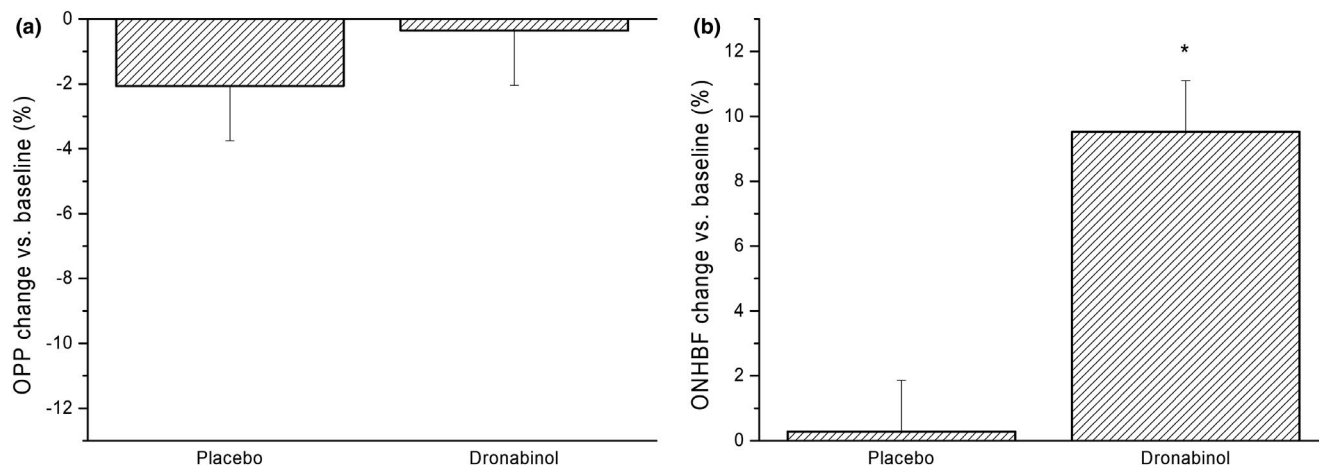 (a)
OPP change vs. baseline (%)
0
-2
-4
-6
-8
-10
-12
Placebo
Dronabinol
(b)
ONHBF change vs. baseline (%)
12
10
8
6
4
2
0
*
Placebo
Dronabinol